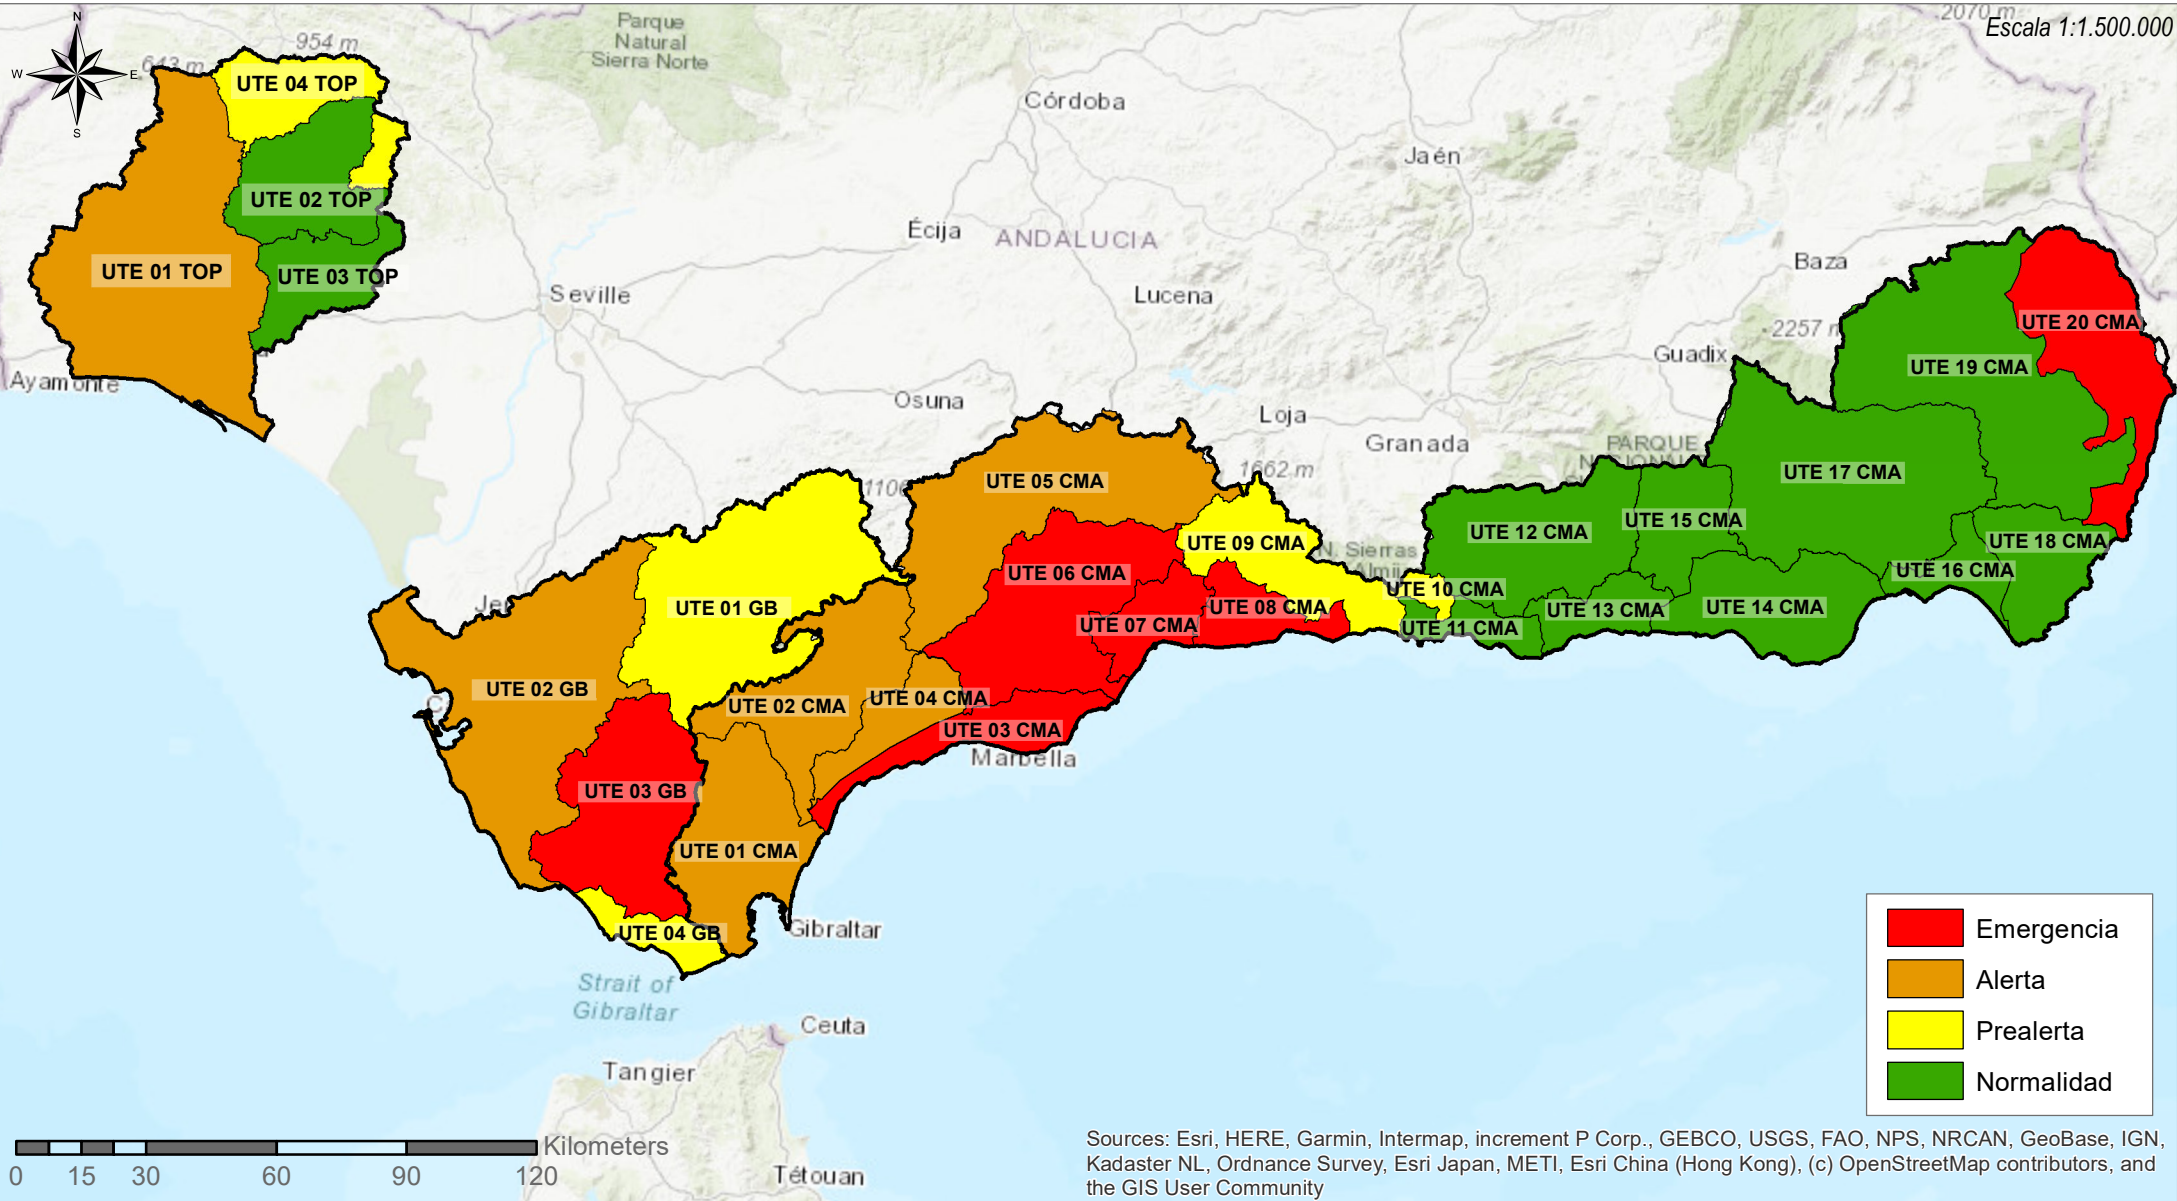 Escala 1:1.500.000
2070 m
N
W
E
S
954 m
643 m
Parque
Natural
Sierra Norte
UTE 04 TOP
Córdoba
Jaén
UTE 02 TOP
Écija
ANDALUCIA
UTE 01 TOP
UTE 03 TOP
Seville
Lucena
Baza
UTE 20 CMA
2257 m
Guadix
UTE 19 CMA
Ayamonte
Osuna
Loja
Granada
PARQUE
1662 m
UTE 05 CMA
UTE 17 CMA
1106
UTE 12 CMA
UTE 15 CMA
UTE 09 CMA
N. Sierras
UTE 18 CMA
UTE 06 CMA
UTE 16 CMA
UTE 10 CMA
UTE 01 GB
UTE 08 CMA
UTE 13 CMA
UTE 14 CMA
UTE 07 CMA
UTE 11 CMA
UTE 02 GB
UTE 04 CMA
UTE 02 CMA
UTE 03 CMA
Marbella
UTE 03 GB
UTE 01 CMA
UTE 04 GB
Gibraltar
Strait of
Gibraltar
Ceuta
Tangier
Tétouan
Emergencia
Alerta
Prealerta
Normalidad
Kilometers
0 15 30 60 90 120
Sources: Esri, HERE, Garmin, Intermap, increment P Corp., GEBCO, USGS, FAO, NPS, NRCAN, GeoBase, IGN,
Kadaster NL, Ordnance Survey, Esri Japan, METI, Esri China (Hong Kong), (c) OpenStreetMap contributors, and
the GIS User Community